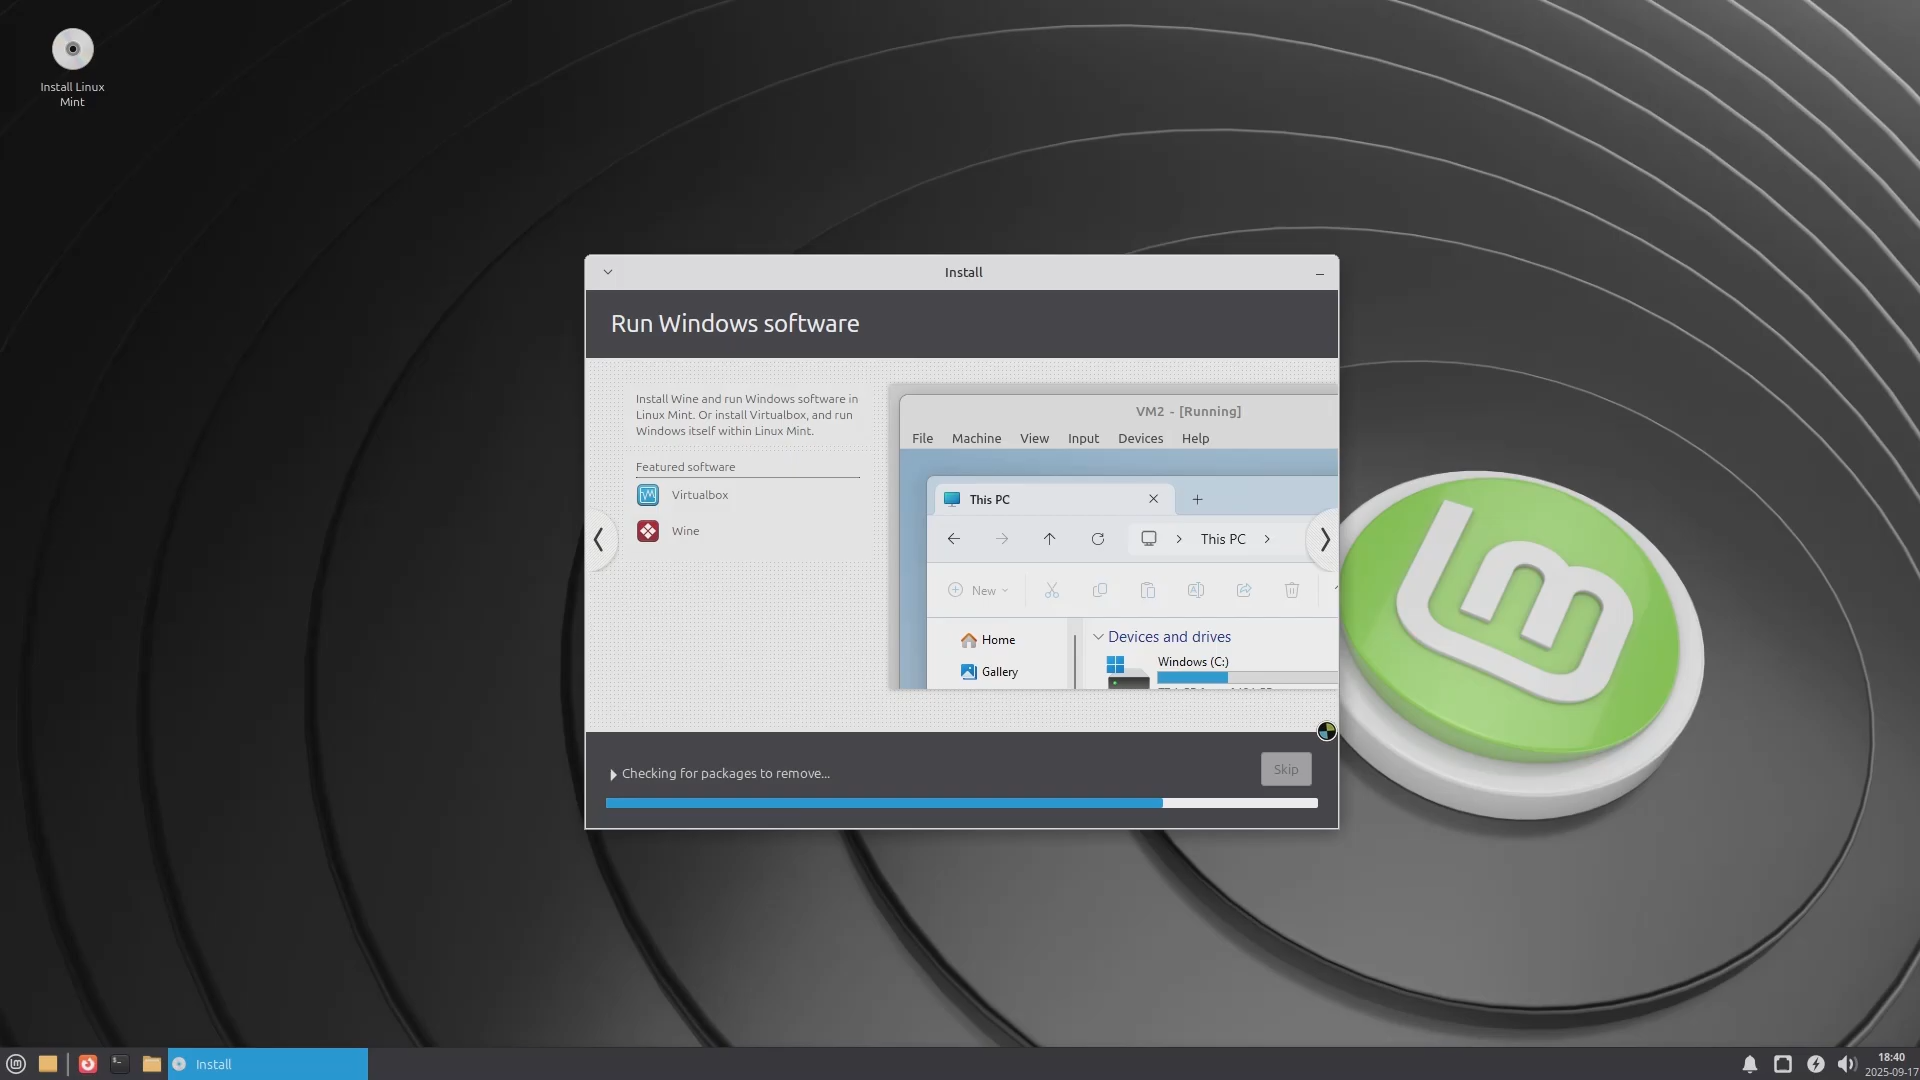 Install Linux
Mint
Install
Run Windows software
Install Wine and run Windows software in
Linux Mint. Or install Virtualbox, and run
Windows itself within Linux Mint.
Featured software
Virtualbox
Wine
VM2 - [Running]
File Machine View Input Devices Help
This PC
This PC
New
Home
Gallery
Devices and drives
Windows (C:)
Checking for packages to remove...
Skip
Install
18:40
2025-09-17